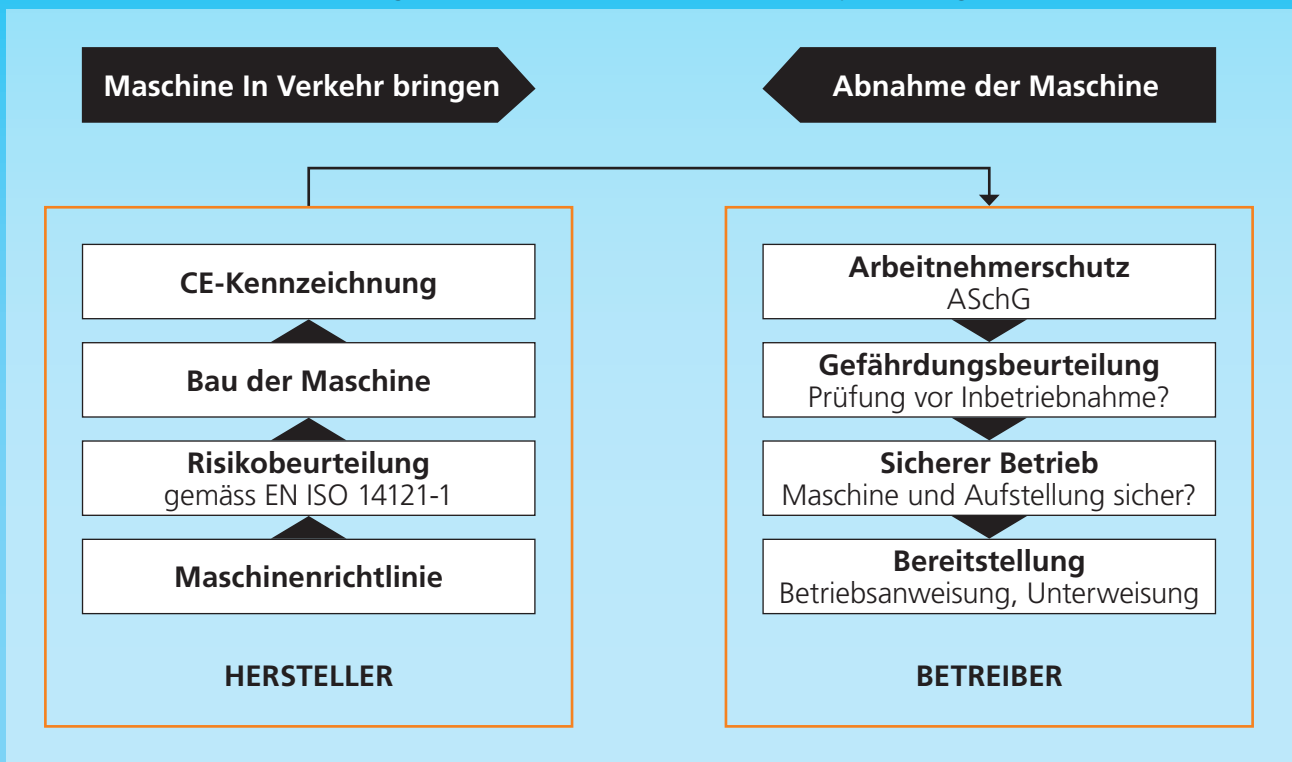 Maschine In Verkehr bringen
Abnahme der Maschine
CE-Kennzeichnung
Bau der Maschine
Risikobeurteilung
gemäss EN ISO 14121-1
Maschinenrichtlinie
HERSTELLER
Arbeitnehmerschutz
ASchG
Gefährdungsbeurteilung
Prüfung vor Inbetriebnahme?
Sicherer Betrieb
Maschine und Aufstellung sicher?
Bereitstellung
Betriebsanweisung, Unterweisung
BETREIBER